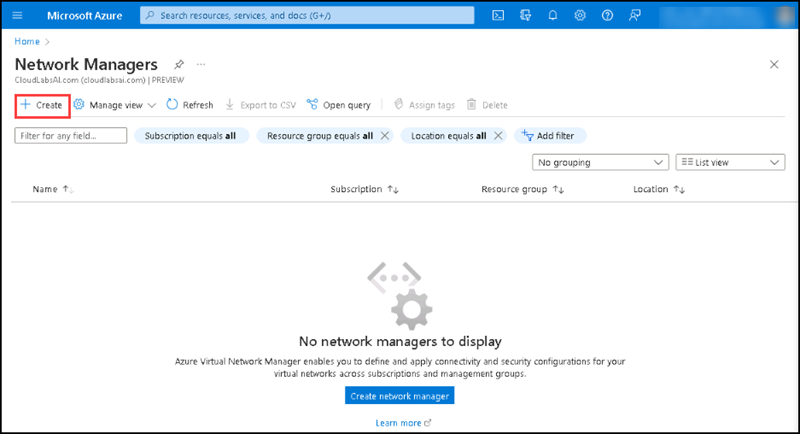 Microsoft Azure
Search resources, services, and docs (G+/)
Home
Network Managers
CloudLabsAI.com (cloudlabsai.com) | PREVIEW
Create
Manage view
Refresh
Export to CSV
Open query
Assign tags
Delete
Filter for any field...
Subscription equals all
Resource group equals all
Location equals all
Add filter
No grouping
List view
Name
Subscription
Resource group
Location
No network managers to display
Azure Virtual Network Manager enables you to define and apply connectivity and security configurations for your
virtual networks across subscriptions and management groups.
Create network manager
Learn more